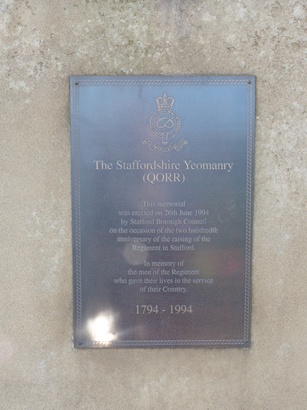 The Staffordshire Yeomanry
(QORR)
This memorial
was erected on 26th June 1994
by Stafford Borough Council
on the occasion of the two hundredth
anniversary of the raising of the
Regiment in Stafford.
In memory of
the men of the Regiment
who gave their lives in the service
of their Country.
1794 - 1994